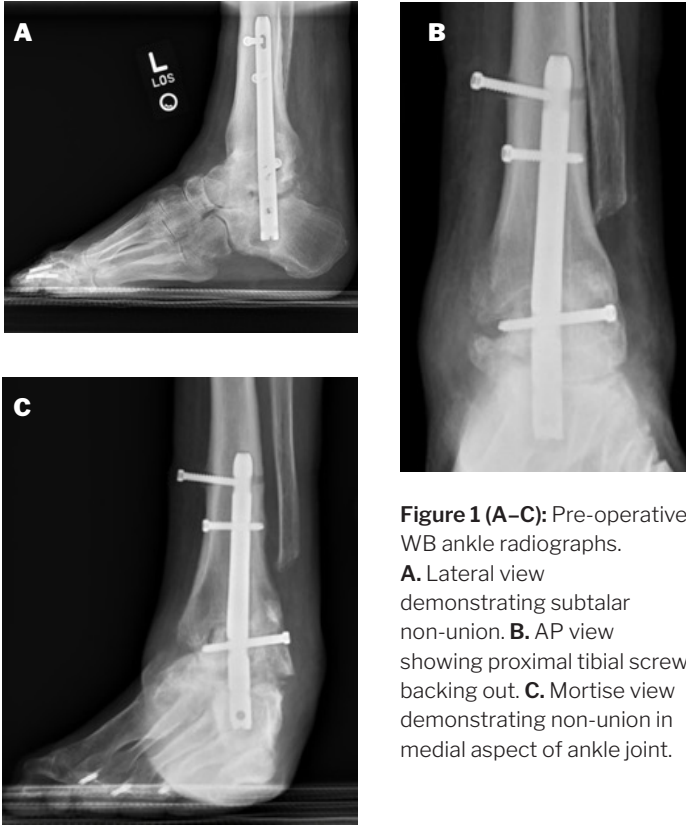 A
L
LOS
B
C
Figure 1 (A–C): Pre-operative
WB ankle radiographs.
A. Lateral view
demonstrating subtalar
non-union. B. AP view
showing proximal tibial screw
backing out. C. Mortise view
demonstrating non-union in
medial aspect of ankle joint.